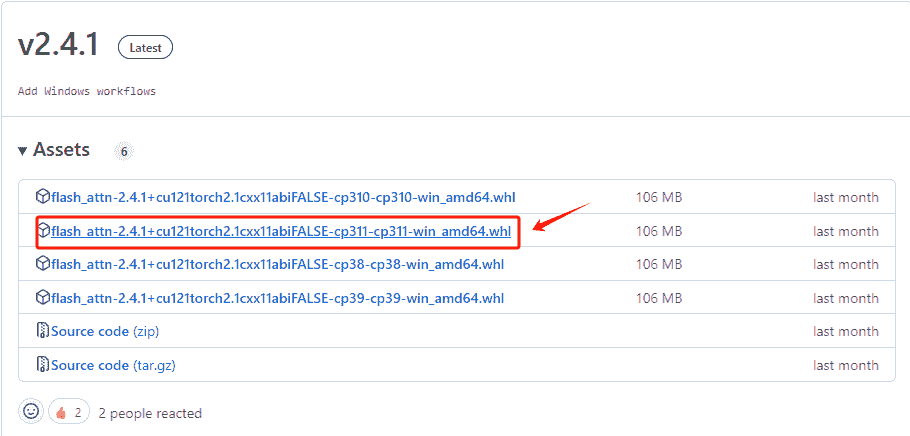 v2.4.1 Latest
Add Windows workflows
Assets 6
flash_attn-2.4.1+cu121torch2.1cxx11abiFALSE-cp310-cp310-win_amd64.whl 106 MB last month
flash_attn-2.4.1+cu121torch2.1cxx11abiFALSE-cp311-cp311-win_amd64.whl 106 MB last month
flash_attn-2.4.1+cu121torch2.1cxx11abiFALSE-cp38-cp38-win_amd64.whl 106 MB last month
flash_attn-2.4.1+cu121torch2.1cxx11abiFALSE-cp39-cp39-win_amd64.whl 106 MB last month
Source code (zip) last month
Source code (tar.gz) last month
2 2 people reacted